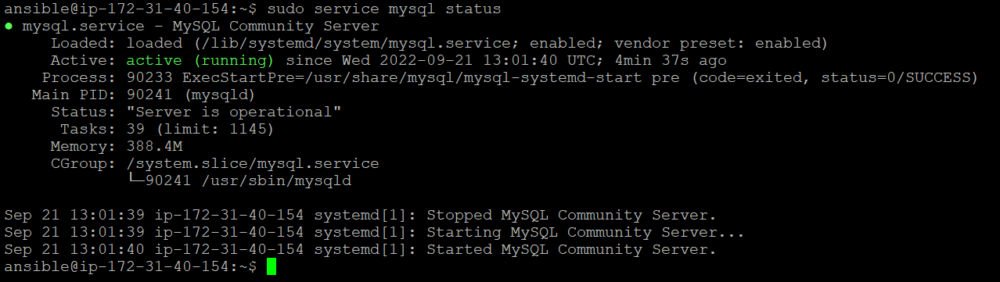 ansible@ip-172-31-40-154:~$ sudo service mysql status
● mysql.service - MySQL Community Server
     Loaded: loaded (/lib/systemd/system/mysql.service; enabled; vendor preset: enabled)
     Active: active (running) since Wed 2022-09-21 13:01:40 UTC; 4min 37s ago
    Process: 90233 ExecStartPre=/usr/share/mysql/mysql-systemd-start pre (code=exited, status=0/SUCCESS)
   Main PID: 90241 (mysqld)
     Status: "Server is operational"
      Tasks: 39 (limit: 1145)
     Memory: 388.4M
     CGroup: /system.slice/mysql.service
             └─90241 /usr/sbin/mysqld

Sep 21 13:01:39 ip-172-31-40-154 systemd[1]: Stopped MySQL Community Server.
Sep 21 13:01:39 ip-172-31-40-154 systemd[1]: Starting MySQL Community Server...
Sep 21 13:01:40 ip-172-31-40-154 systemd[1]: Started MySQL Community Server.
ansible@ip-172-31-40-154:~$